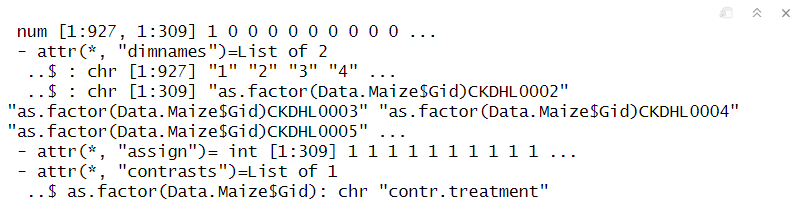 num [1:927, 1:309] 1 0 0 0 0 0 0 0 0 0 ...
- attr(*, "dimnames")=List of 2
..$ : chr [1:927] "1" "2" "3" "4" ...
..$ : chr [1:309] "as.factor(Data.Maize$Gid)CKDHL0002"
"as.factor(Data.Maize$Gid)CKDHL0003" "as.factor(Data.Maize$Gid)CKDHL0004"
"as.factor(Data.Maize$Gid)CKDHL0005" ...
- attr(*, "assign")= int [1:309] 1 1 1 1 1 1 1 1 1 1 ...
- attr(*, "contrasts")=List of 1
..$ as.factor(Data.Maize$Gid): chr "contr.treatment"